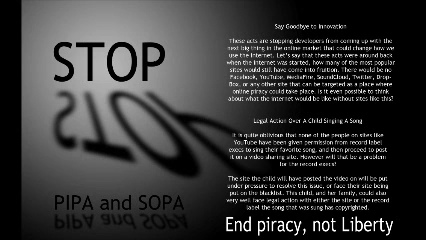 STOP
PIPA and SOPA
Say Goodbye to Innovation
These acts are stopping developers from coming up with the
next big thing in the online market that could change how we
use the internet. Let's say that these acts were around back
when the internet was started, how many of the most popular
sites would still have come into fruition. There would be no
Facebook, YouTube, MediaFire, SoundCloud, Twitter, Drop-
Box, or any other site that can be targeted as a place where
online piracy could take place. Is it even possible to think
about what the internet would be like without sites like this?
Legal Action Over A Child Singing A Song
It is quite oblivious that none of the people on sites like
YouTube have been given permission from record label
execs to sing their favorite song, and then proceed to post
it on a video sharing site. However will that be a problem
for the record execs?
The site the child will have posted the video on will be put
under pressure to resolve this issue, or face their site being
put on the blacklist. This child, and her family, could also
very well face legal action with either the site or the record
label the song that was sung has copyrighted.
End piracy, not Liberty